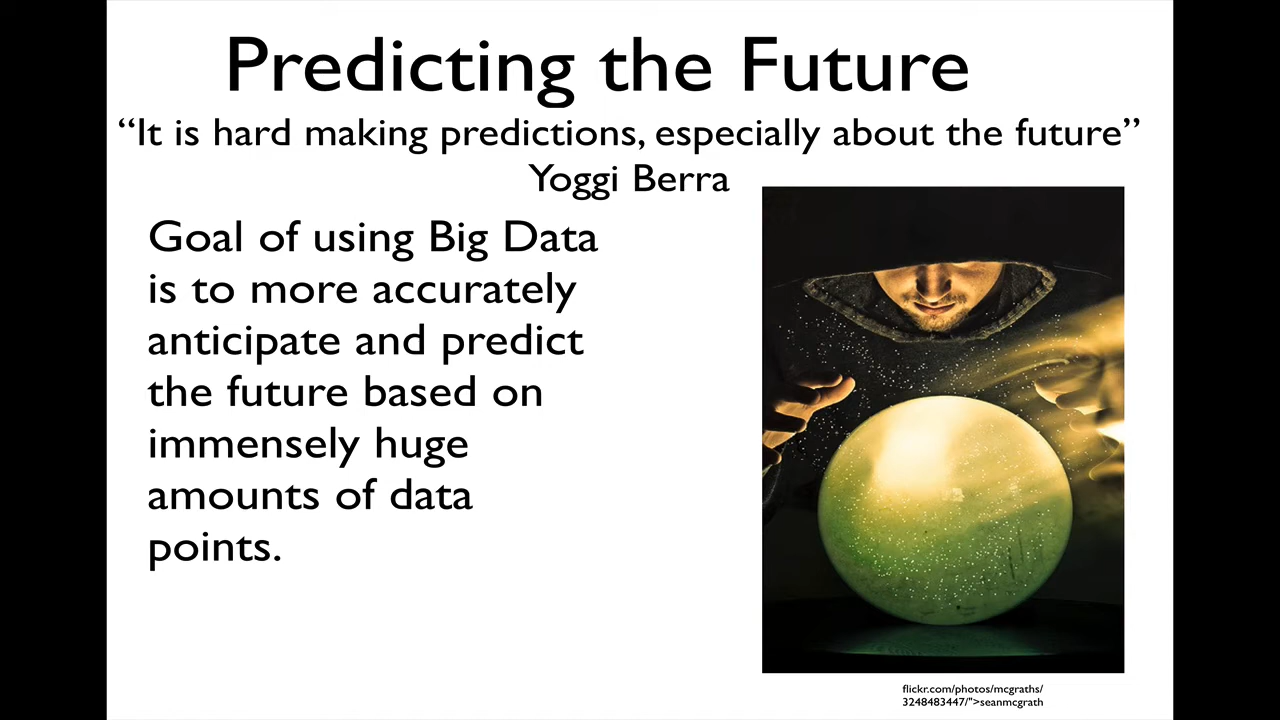 Predicting the Future
“It is hard making predictions, especially about the future”
Yoggi Berra
Goal of using Big Data
is to more accurately
anticipate and predict
the future based on
immensely huge
amounts of data
points.
flickr.com/photos/mcgraths/
3248483447/">seanmcgrath